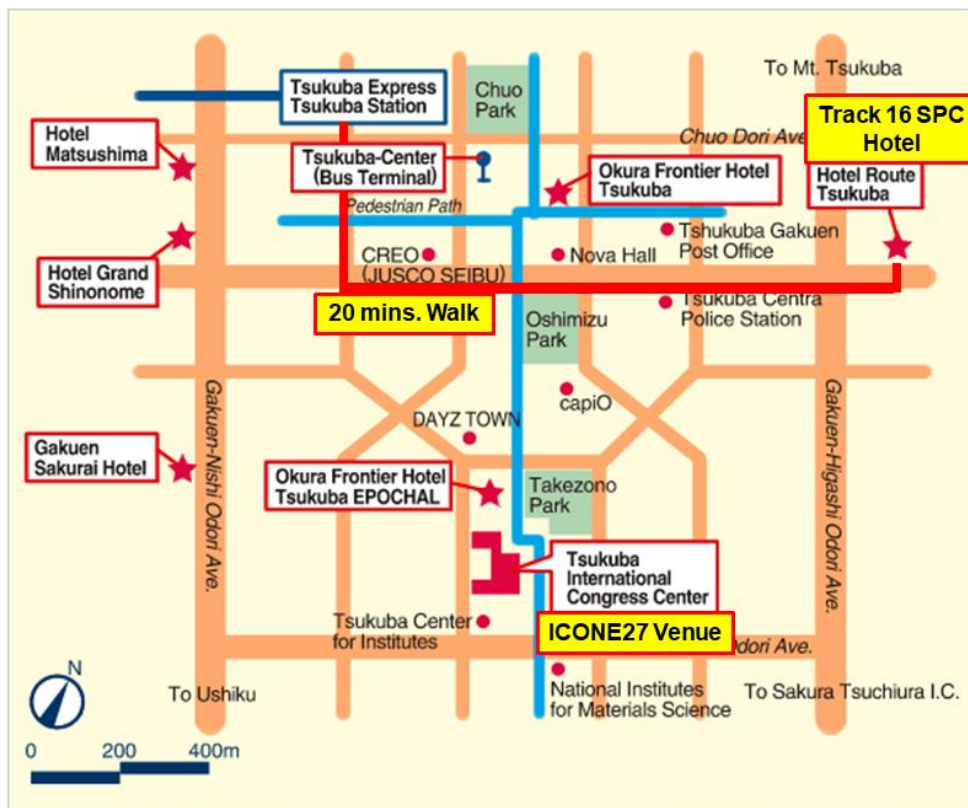 To Mt. Tsukuba
Tsukuba Express
Tsukuba Station
Chuo
Park
Track 16 SPC
Hotel
Chuo Dori Ave
Hotel
Matsushima
Tsukuba-Center
(Bus Terminal)
Okura Frontier Hotel
Tsukuba
Hotel Route
Tsukuba
Pedestrian Path
Tshukuba Gakuen
Post Office
CREO
(JUSCO SEIBU)
Nova Hall
Hotel Grand
Shinonome
20 mins. Walk
Oshimizu
Park
Tsukuba Centra
Police Station
Gakuen-Nishi Odori Ave.
capiO
Gakuen-Higashi Odori Ave.
DAYZ TOWN
Gakuen
Sakurai Hotel
Okura Frontier Hotel
Tsukuba EPOCHAL
Takezono
Park
Tsukuba
International
Congress Center
Tsukuba Center
for Institutes
ICONE27 Venue
Odori Ave.
N
To Ushiku
National Institutes
for Materials Science
To Sakura Tsuchiura I.C.
0 200 400m